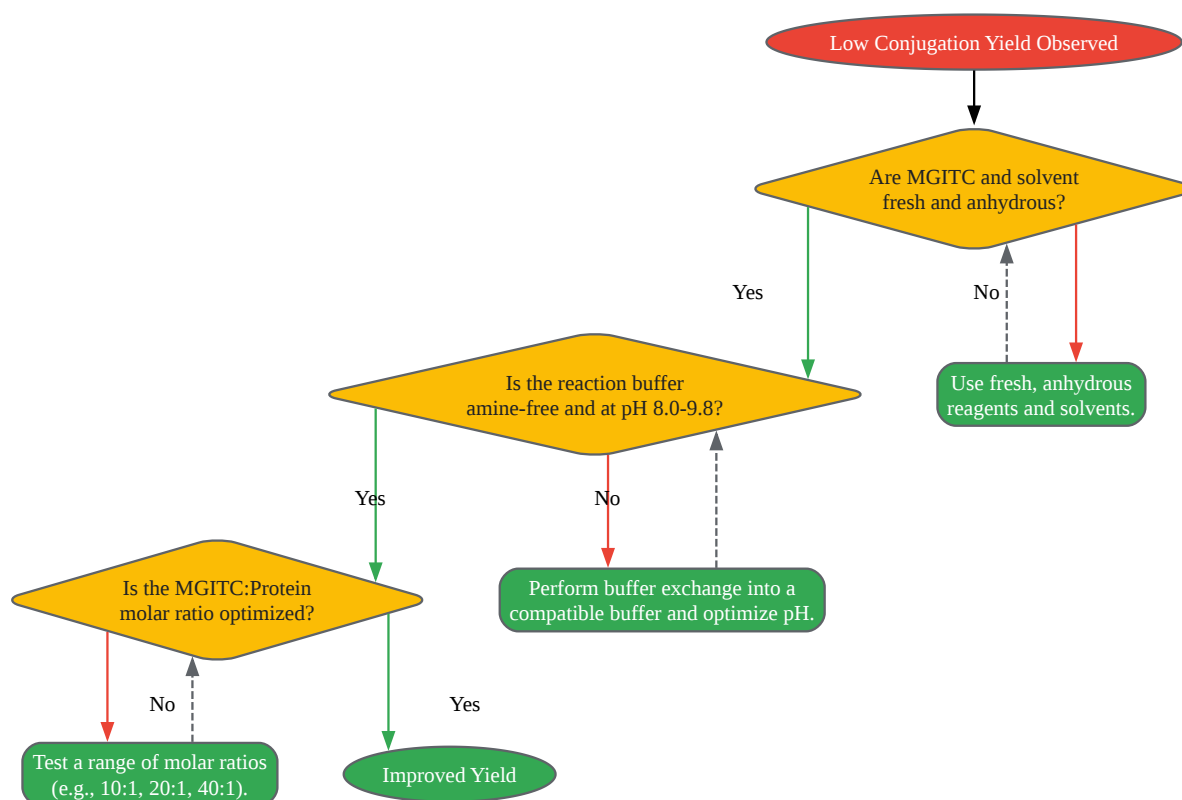 Low Conjugation Yield Observed
Are MGITC and solvent
fresh and anhydrous?
Yes
No
Use fresh, anhydrous
reagents and solvents.
Is the reaction buffer
amine-free and at pH 8.0-9.8?
Yes
No
Perform buffer exchange into a
compatible buffer and optimize pH.
Is the MGITC:Protein
molar ratio optimized?
No
Yes
Test a range of molar ratios
(e.g., 10:1, 20:1, 40:1).
Improved Yield